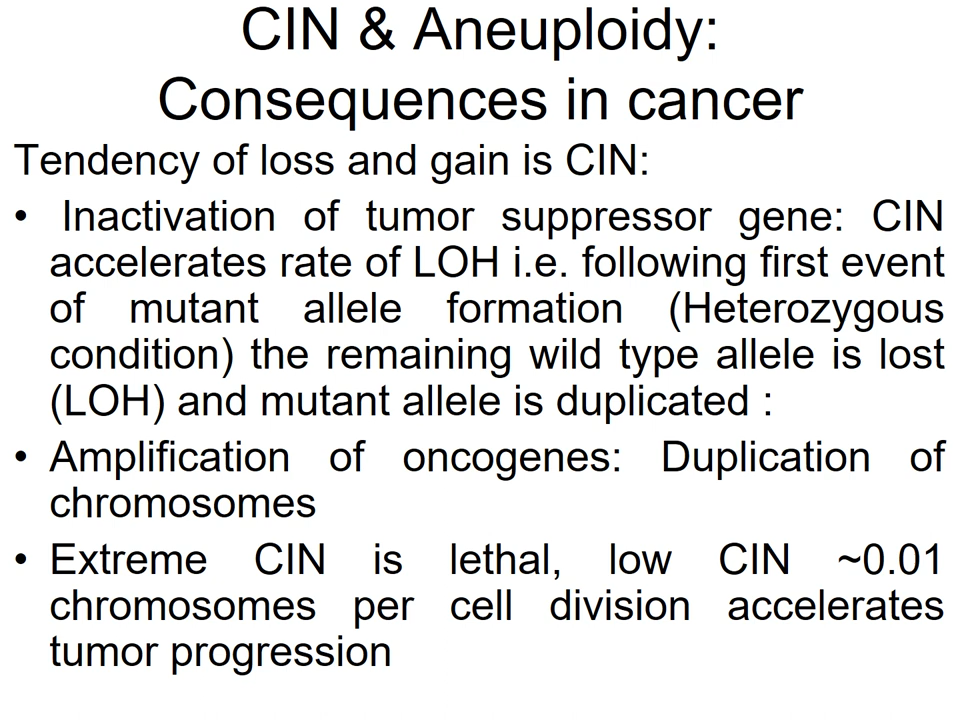 CIN & Aneuploidy:
Consequences in cancer
Tendency of loss and gain is CIN:
• Inactivation of tumor suppressor gene: CIN
accelerates rate of LOH i.e. following first event
of mutant allele formation (Heterozygous
condition) the remaining wild type allele is lost
(LOH) and mutant allele is duplicated :
• Amplification of oncogenes: Duplication of
chromosomes
• Extreme CIN is lethal, low CIN ~0.01
chromosomes per cell division accelerates
tumor progression